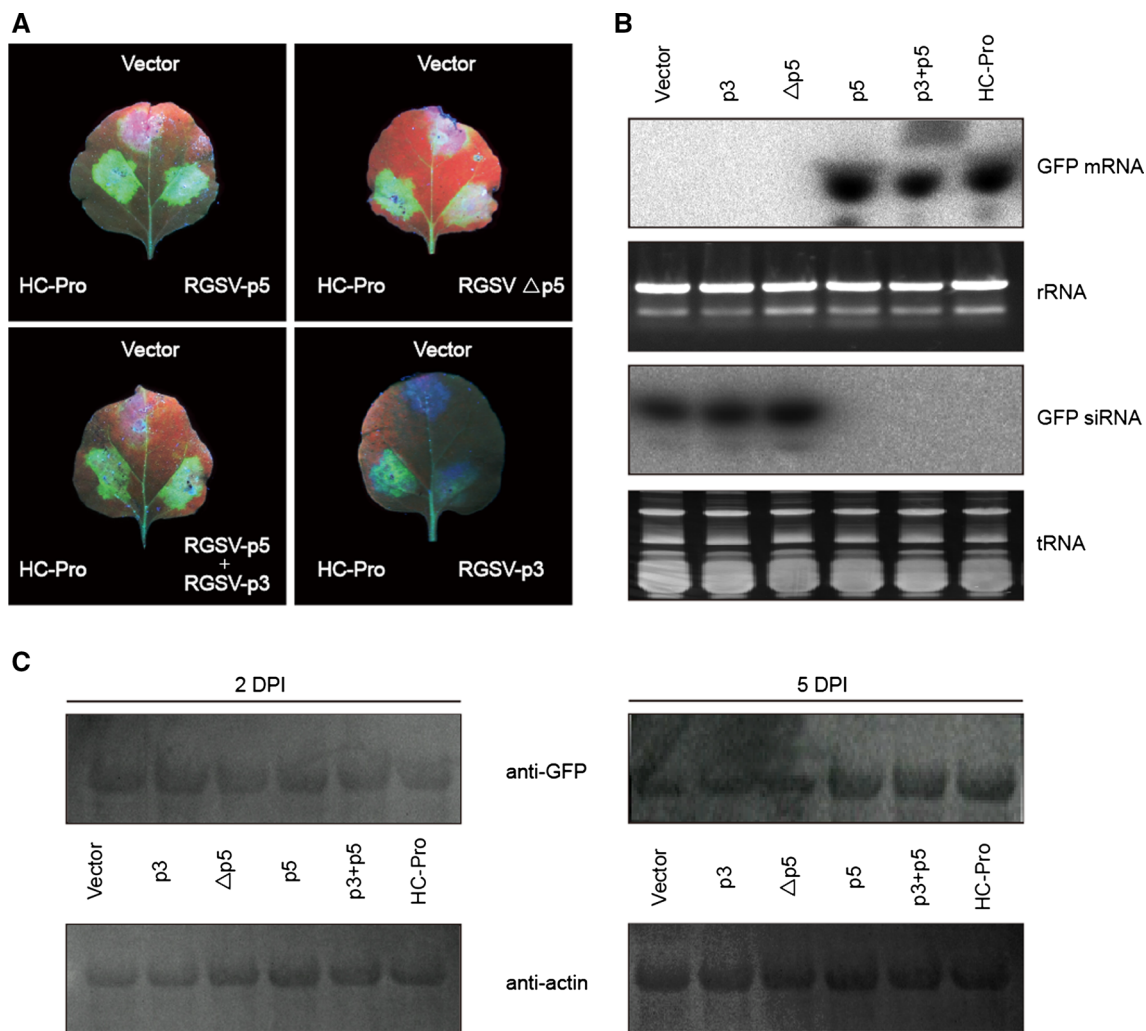 A
Vector
HC-Pro
RGSV-p5
Vector
HC-Pro
RGSV △p5
Vector
HC-Pro
RGSV-p5
+
RGSV-p3
Vector
HC-Pro
RGSV-p3
B
Vector
p3
△p5
p5
p3+p5
HC-Pro
GFP mRNA
rRNA
GFP siRNA
tRNA
C
2 DPI
5 DPI
anti-GFP
Vector
p3
△p5
p5
p3+p5
HC-Pro
Vector
p3
△p5
p5
p3+p5
HC-Pro
anti-actin